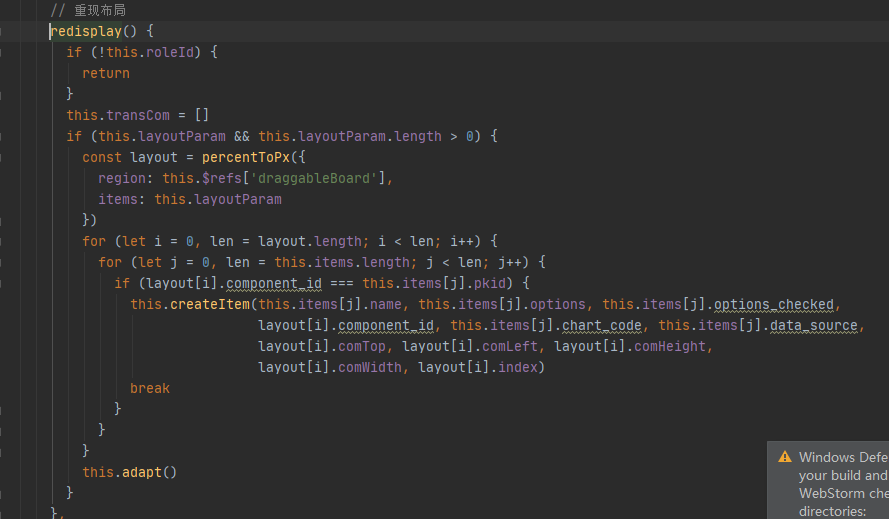 // 重现布局
redisplay() {
if (!this.roleId) {
return
}
this.transCom = []
if (this.layoutParam && this.layoutParam.length > 0) {
const layout = percentToPx({
region: this.$refs['draggableBoard'],
items: this.layoutParam
})
for (let i = 0, len = layout.length; i < len; i++) {
for (let j = 0, len = this.items.length; j < len; j++) {
if (layout[i].component_id === this.items[j].pkid) {
this.createItem(this.items[j].name, this.items[j].options, this.items[j].options_checked,
layout[i].component_id, this.items[j].chart_code, this.items[j].data_source,
layout[i].comTop, layout[i].comLeft, layout[i].comHeight,
layout[i].comWidth, layout[i].index)
break
}
}
}
this.adapt()
}
},
Windows Defe
your build and
WebStorm che
directories: